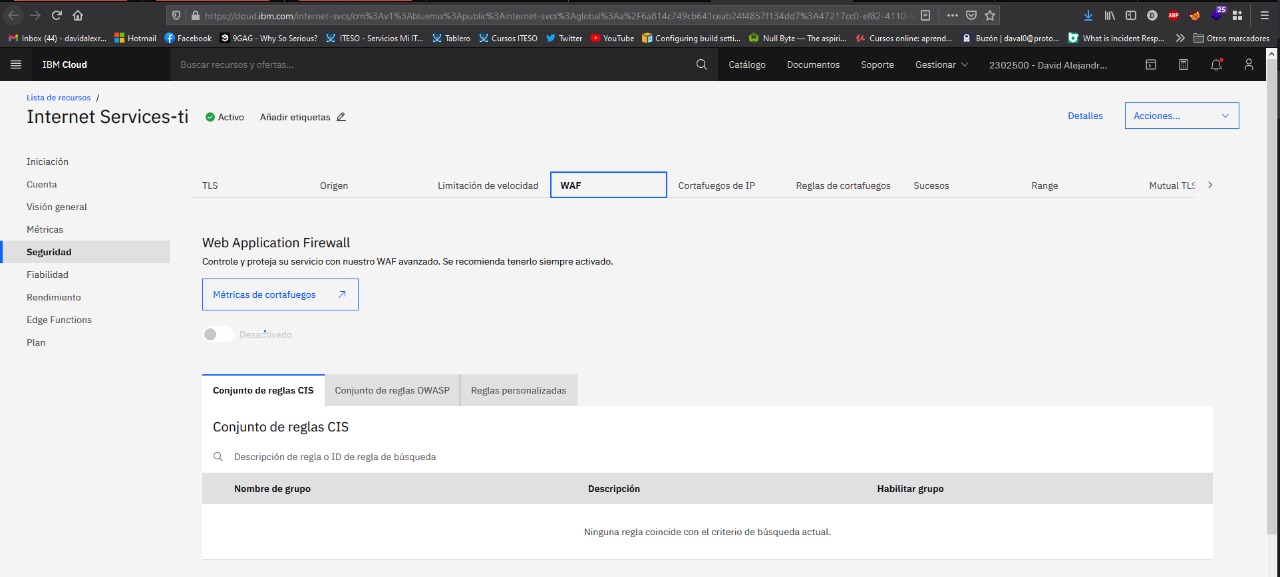 https://cloud.ibm.com/internet-svcs/crn%3Av1%3Abluemix%3Apublic%3Ainternet-svcs%3Aglobal%3Aa%2F6a814c749cb641ceab24f4857f134dd7%3A47217cc0-ef82-4110-
25
Inbox (44) - davidalexr... Hotmail Facebook 9GAG - Why So Serious? ITESO - Servicios Mi IT... Tablero Cursos ITESO Twitter YouTube Configuring build setti... Null Byte — The aspiri... Cursos online: aprend... Buzón | daval0@proto... What is Incident Resp... Otros marcadores
IBM Cloud Buscar recursos y ofertas... Catálogo Documentos Soporte Gestionar 2302500 - David Alejandr...
Lista de recursos /
Internet Services-ti Activo Añadir etiquetas Detalles Acciones...
Iniciación
Cuenta
Visión general
Métricas
Seguridad
Fiabilidad
Rendimiento
Edge Functions
Plan
TLS Origen Limitación de velocidad WAF Cortafuegos de IP Reglas de cortafuegos Sucesos Range Mutual TLS
Web Application Firewall
Controle y proteja su servicio con nuestro WAF avanzado. Se recomienda tenerlo siempre activado.
Métricas de cortafuegos
Desactivado
Conjunto de reglas CIS Conjunto de reglas OWASP Reglas personalizadas
Conjunto de reglas CIS
Descripción de regla o ID de regla de búsqueda
Nombre de grupo Descripción Habilitar grupo
Ninguna regla coincide con el criterio de búsqueda actual.